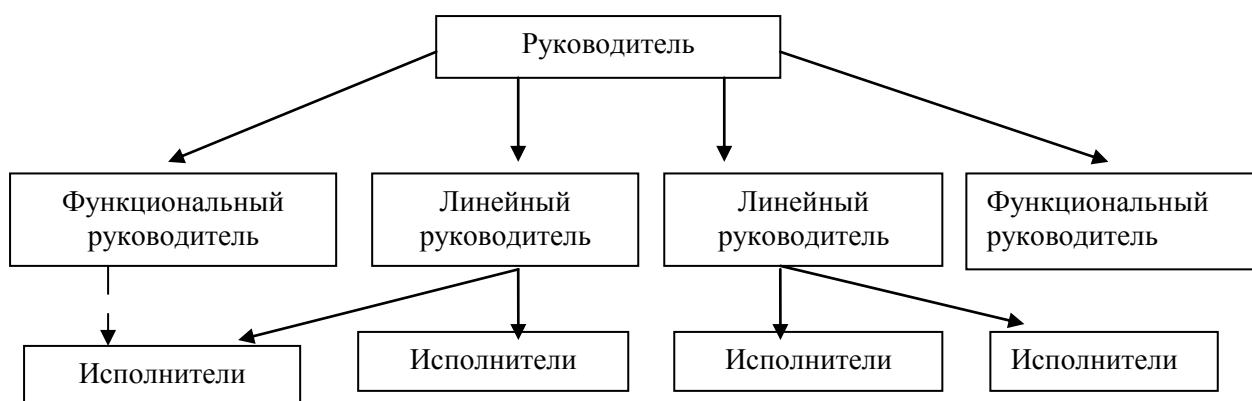 Руководитель
Функциональный
руководитель
Линейный
руководитель
Линейный
руководитель
Функциональный
руководитель
Исполнители
Исполнители
Исполнители
Исполнители